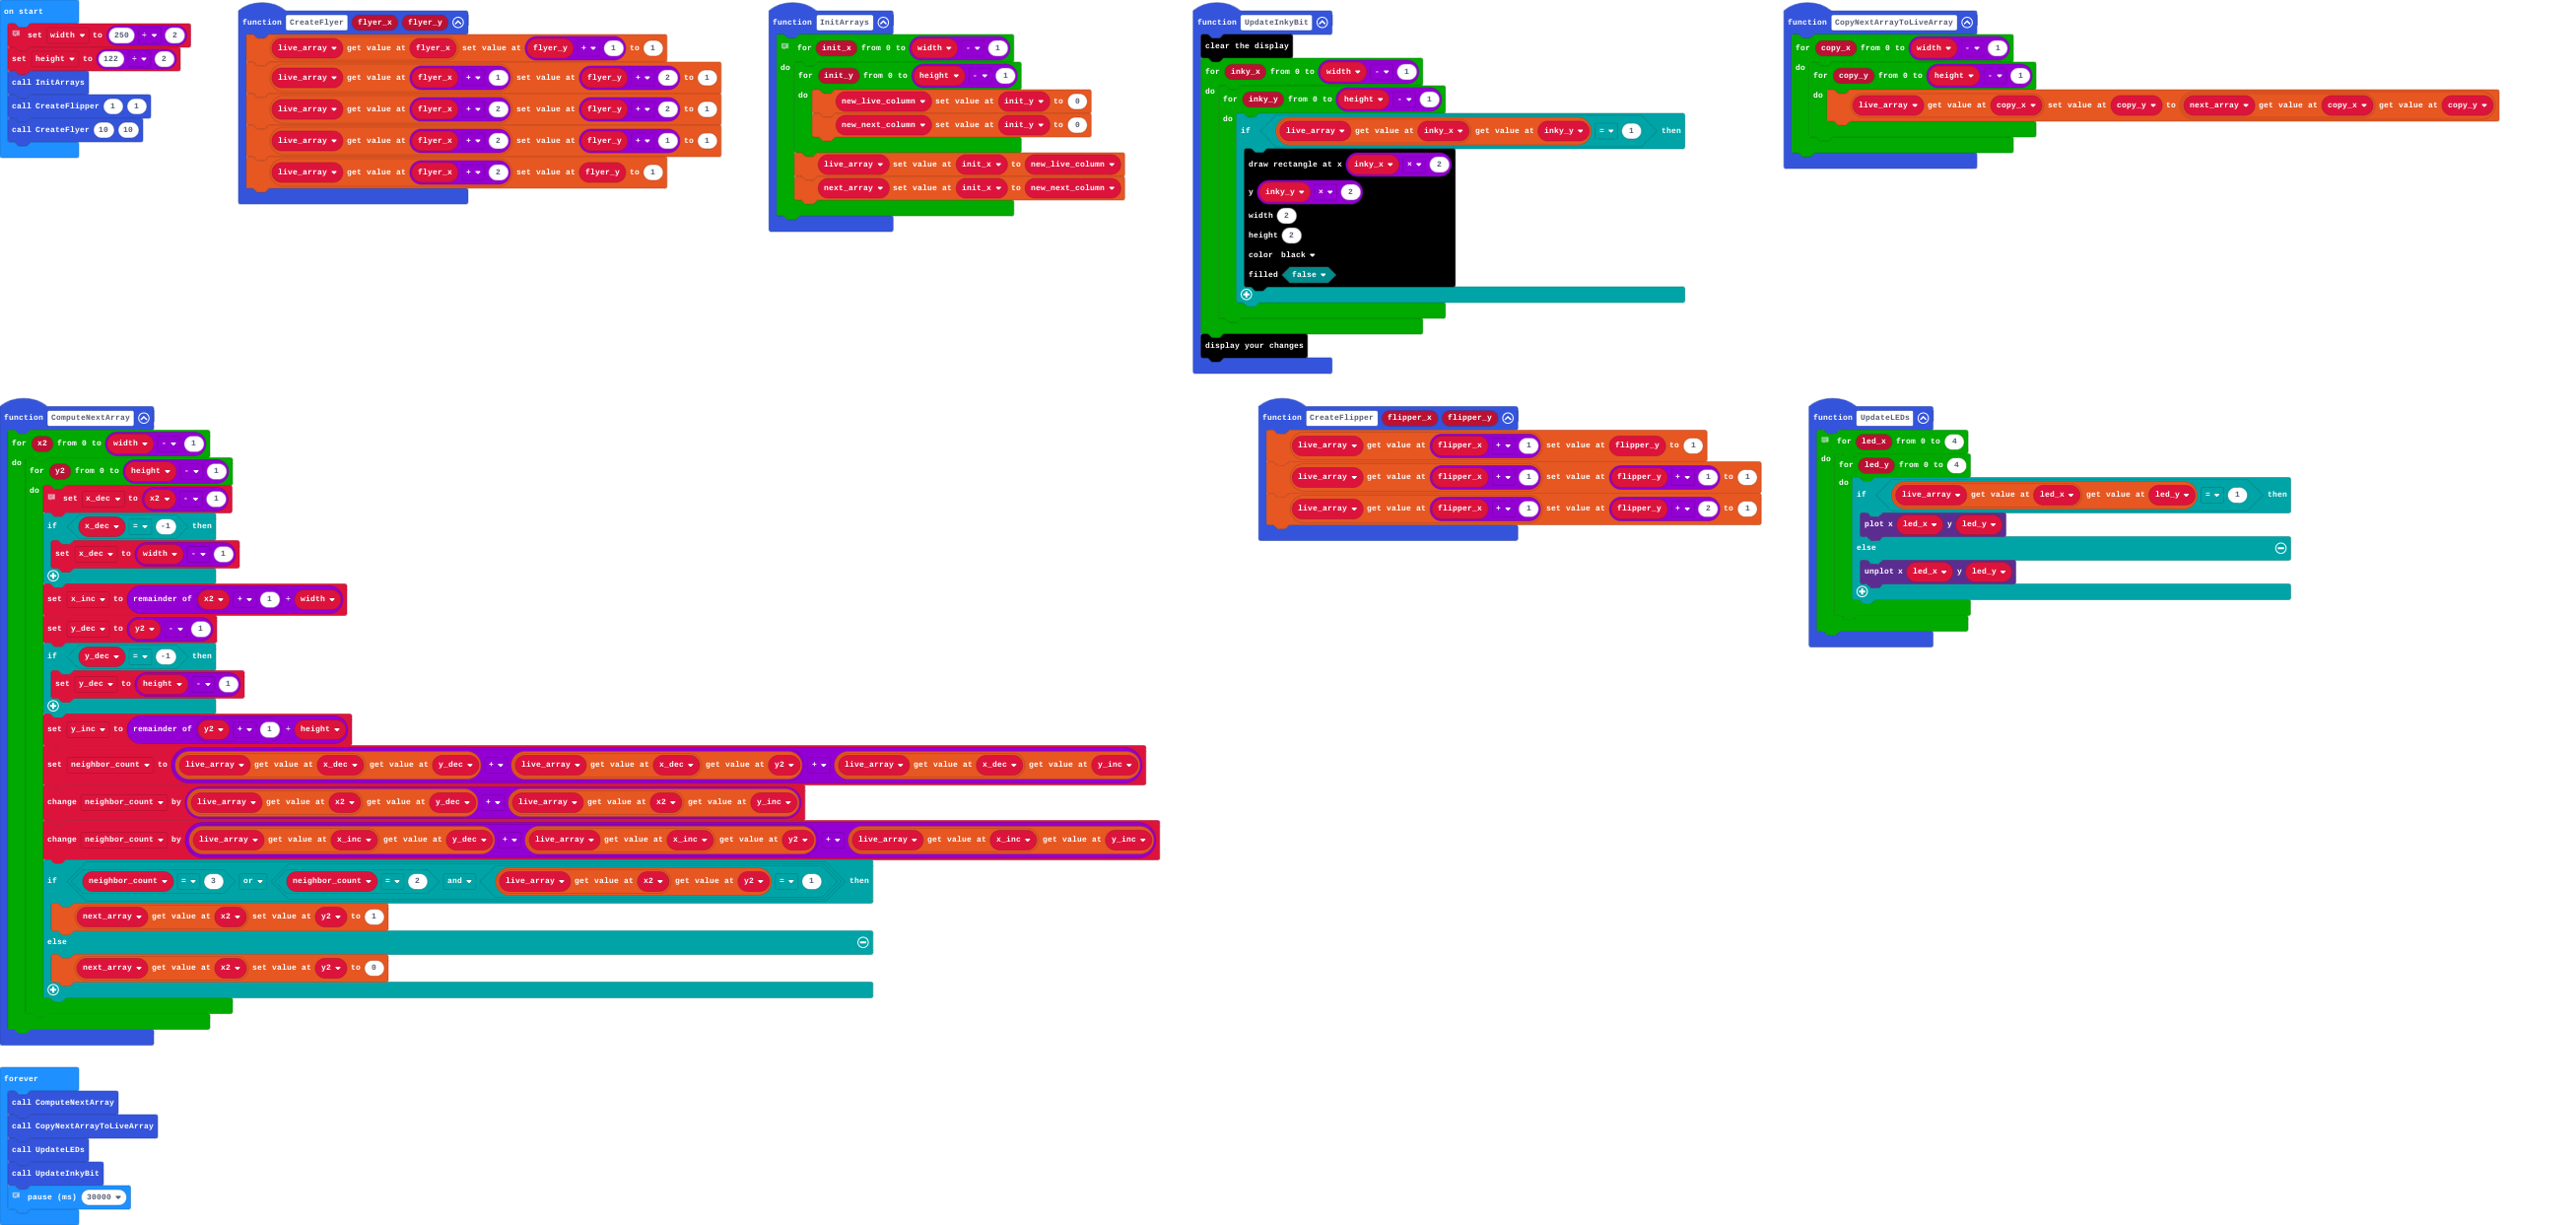 on start
set width to 250 ÷ 2
set height to 122 ÷ 2
call InitArrays
call CreateFlipper 1 1
call CreateFlyer 10 10
function CreateFlyer flyer_x flyer_y
live_array get value at flyer_x set value at flyer_y + 1 to 1
live_array get value at flyer_x + 1 set value at flyer_y + 2 to 1
live_array get value at flyer_x + 2 set value at flyer_y + 2 to 1
live_array get value at flyer_x + 2 set value at flyer_y + 1 to 1
live_array get value at flyer_x + 2 set value at flyer_y to 1
function InitArrays
for init_x from 0 to width - 1
do
for init_y from 0 to height - 1
do
new_live_column set value at init_y to 0
new_next_column set value at init_y to 0
live_array set value at init_x to new_live_column
next_array set value at init_x to new_next_column
function UpdateInkyBit
clear the display
for inky_x from 0 to width - 1
do
for inky_y from 0 to height - 1
do
if live_array get value at inky_x get value at inky_y = 1 then
draw rectangle at x inky_x × 2
y inky_y × 2
width 2
height 2
color black
filled false
display your changes
function CopyNextArrayToLiveArray
for copy_x from 0 to width - 1
do
for copy_y from 0 to height - 1
do
live_array get value at copy_x set value at copy_y to next_array get value at copy_x get value at copy_y
function ComputeNextArray
for x2 from 0 to width - 1
do
for y2 from 0 to height - 1
do
set x_dec to x2 - 1
if x_dec = -1 then
set x_dec to width - 1
set x_inc to remainder of x2 + 1 ÷ width
set y_dec to y2 - 1
if y_dec = -1 then
set y_dec to height - 1
set y_inc to remainder of y2 + 1 ÷ height
set neighbor_count to live_array get value at x_dec get value at y_dec + live_array get value at x_dec get value at y2 + live_array get value at x_dec get value at y_inc
change neighbor_count by live_array get value at x2 get value at y_dec + live_array get value at x2 get value at y_inc
change neighbor_count by live_array get value at x_inc get value at y_dec + live_array get value at x_inc get value at y2 + live_array get value at x_inc get value at y_inc
if neighbor_count = 3 or neighbor_count = 2 and live_array get value at x2 get value at y2 = 1 then
next_array get value at x2 set value at y2 to 1
else
next_array get value at x2 set value at y2 to 0
function CreateFlipper flipper_x flipper_y
live_array get value at flipper_x + 1 set value at flipper_y to 1
live_array get value at flipper_x + 1 set value at flipper_y + 1 to 1
live_array get value at flipper_x + 1 set value at flipper_y + 2 to 1
function UpdateLEDs
for led_x from 0 to 4
do
for led_y from 0 to 4
do
if live_array get value at led_x get value at led_y = 1 then
plot x led_x y led_y
else
unplot x led_x y led_y
forever
call ComputeNextArray
call CopyNextArrayToLiveArray
call UpdateLEDs
call UpdateInkyBit
pause (ms) 30000